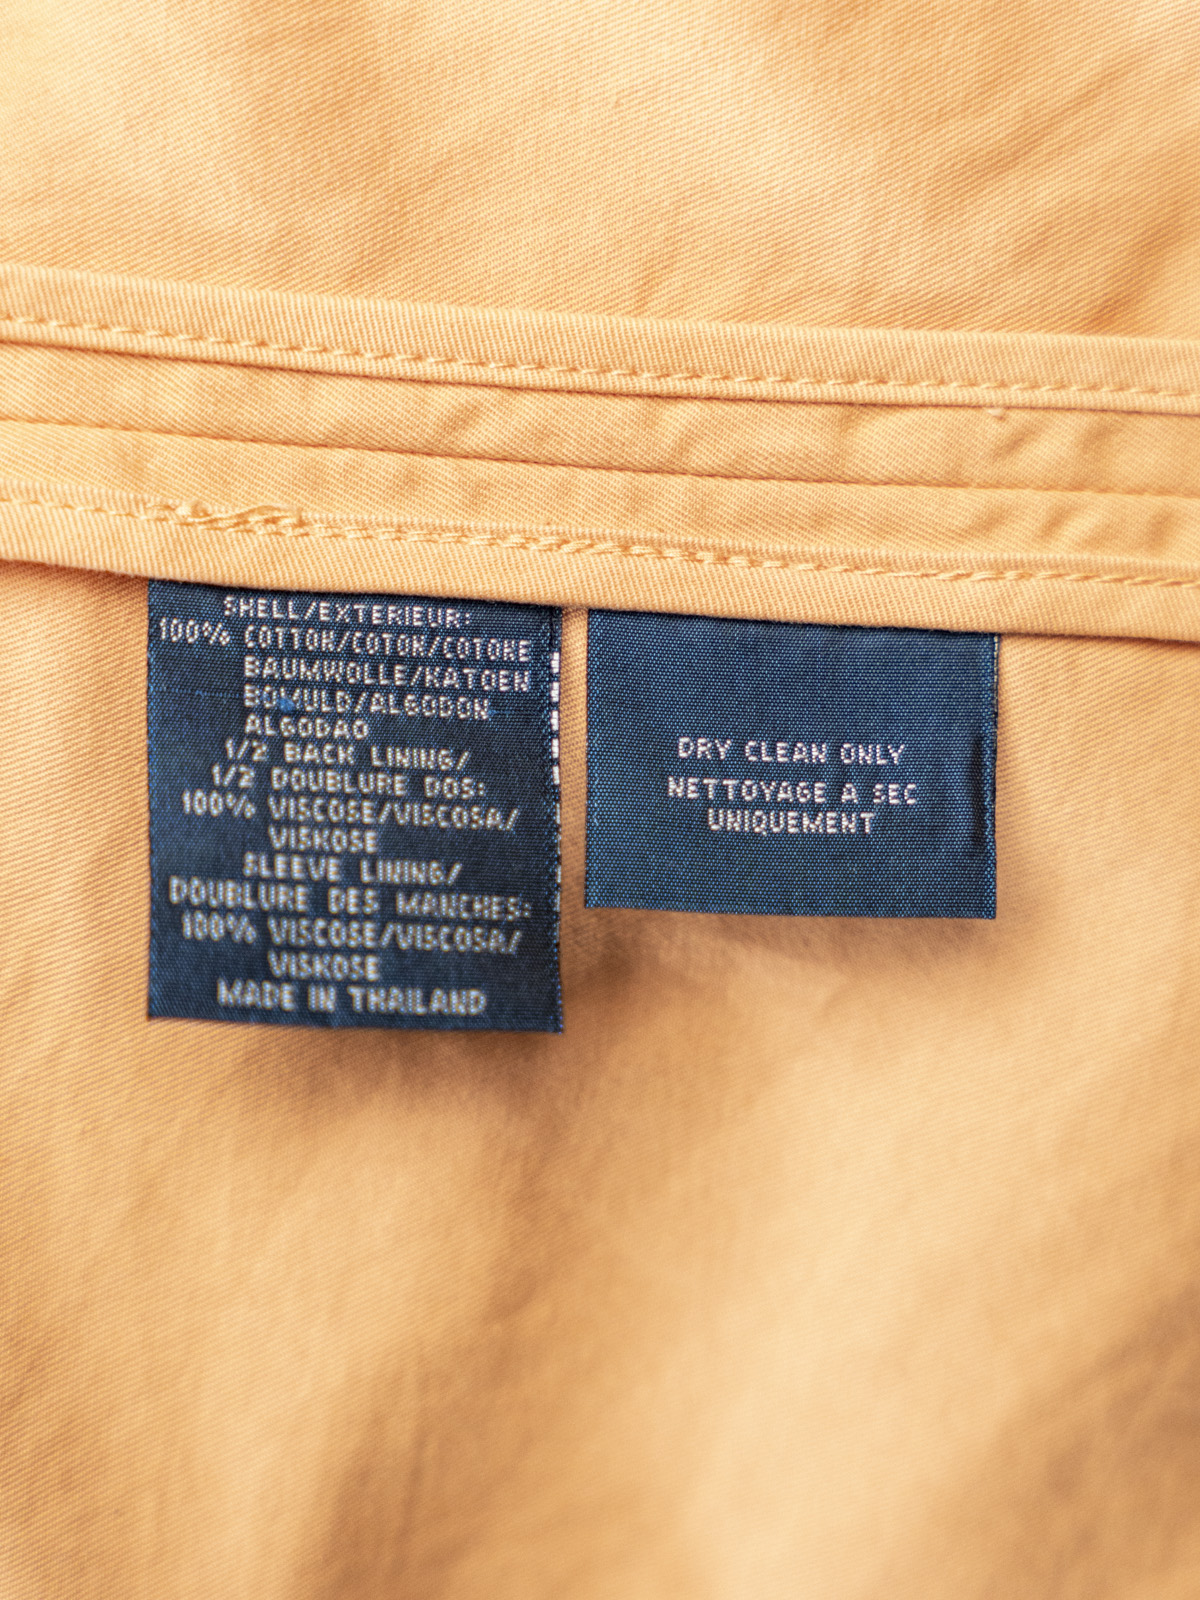 SHELL/EXTERIEUR:
100% COTTON/COTON/COTONE
BAUMWOLLE/KATOEN
BOMULD/ALGODON
ALGODAO
1/2 BACK LINING/
1/2 DOUBLURE DOS:
100% VISCOSE/VISCOSA/
VISKOSE
SLEEVE LINING/
DOUBLURE DES MANCHES:
100% VISCOSE/VISCOSA/
VISKOSE
MADE IN THAILAND
DRY CLEAN ONLY
NETTOYAGE A SEC
UNIQUEMENT